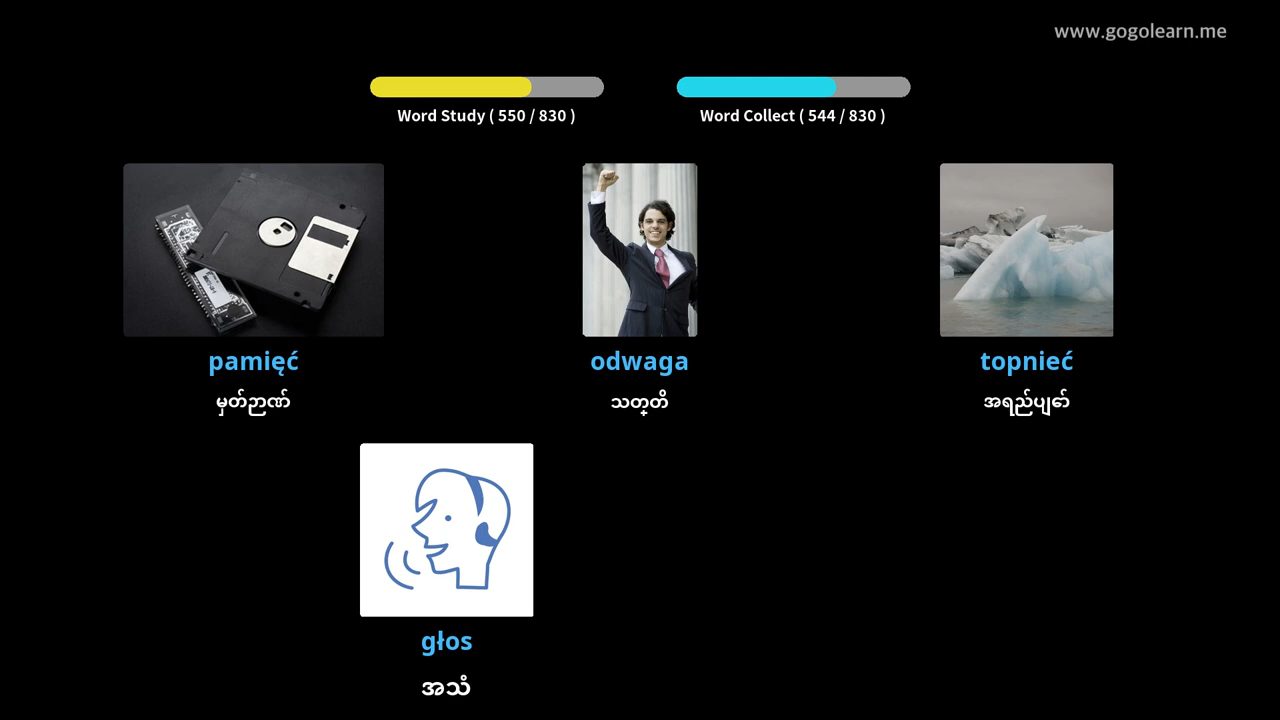 www.gogolearn.me
Word Study ( 550 / 830 )
Word Collect ( 544 / 830 )
pamięć
odwaga
topnieć
မှတ်ဉာဏ်
သတ္တိ
အရည်ပျော်
głos
အသံ